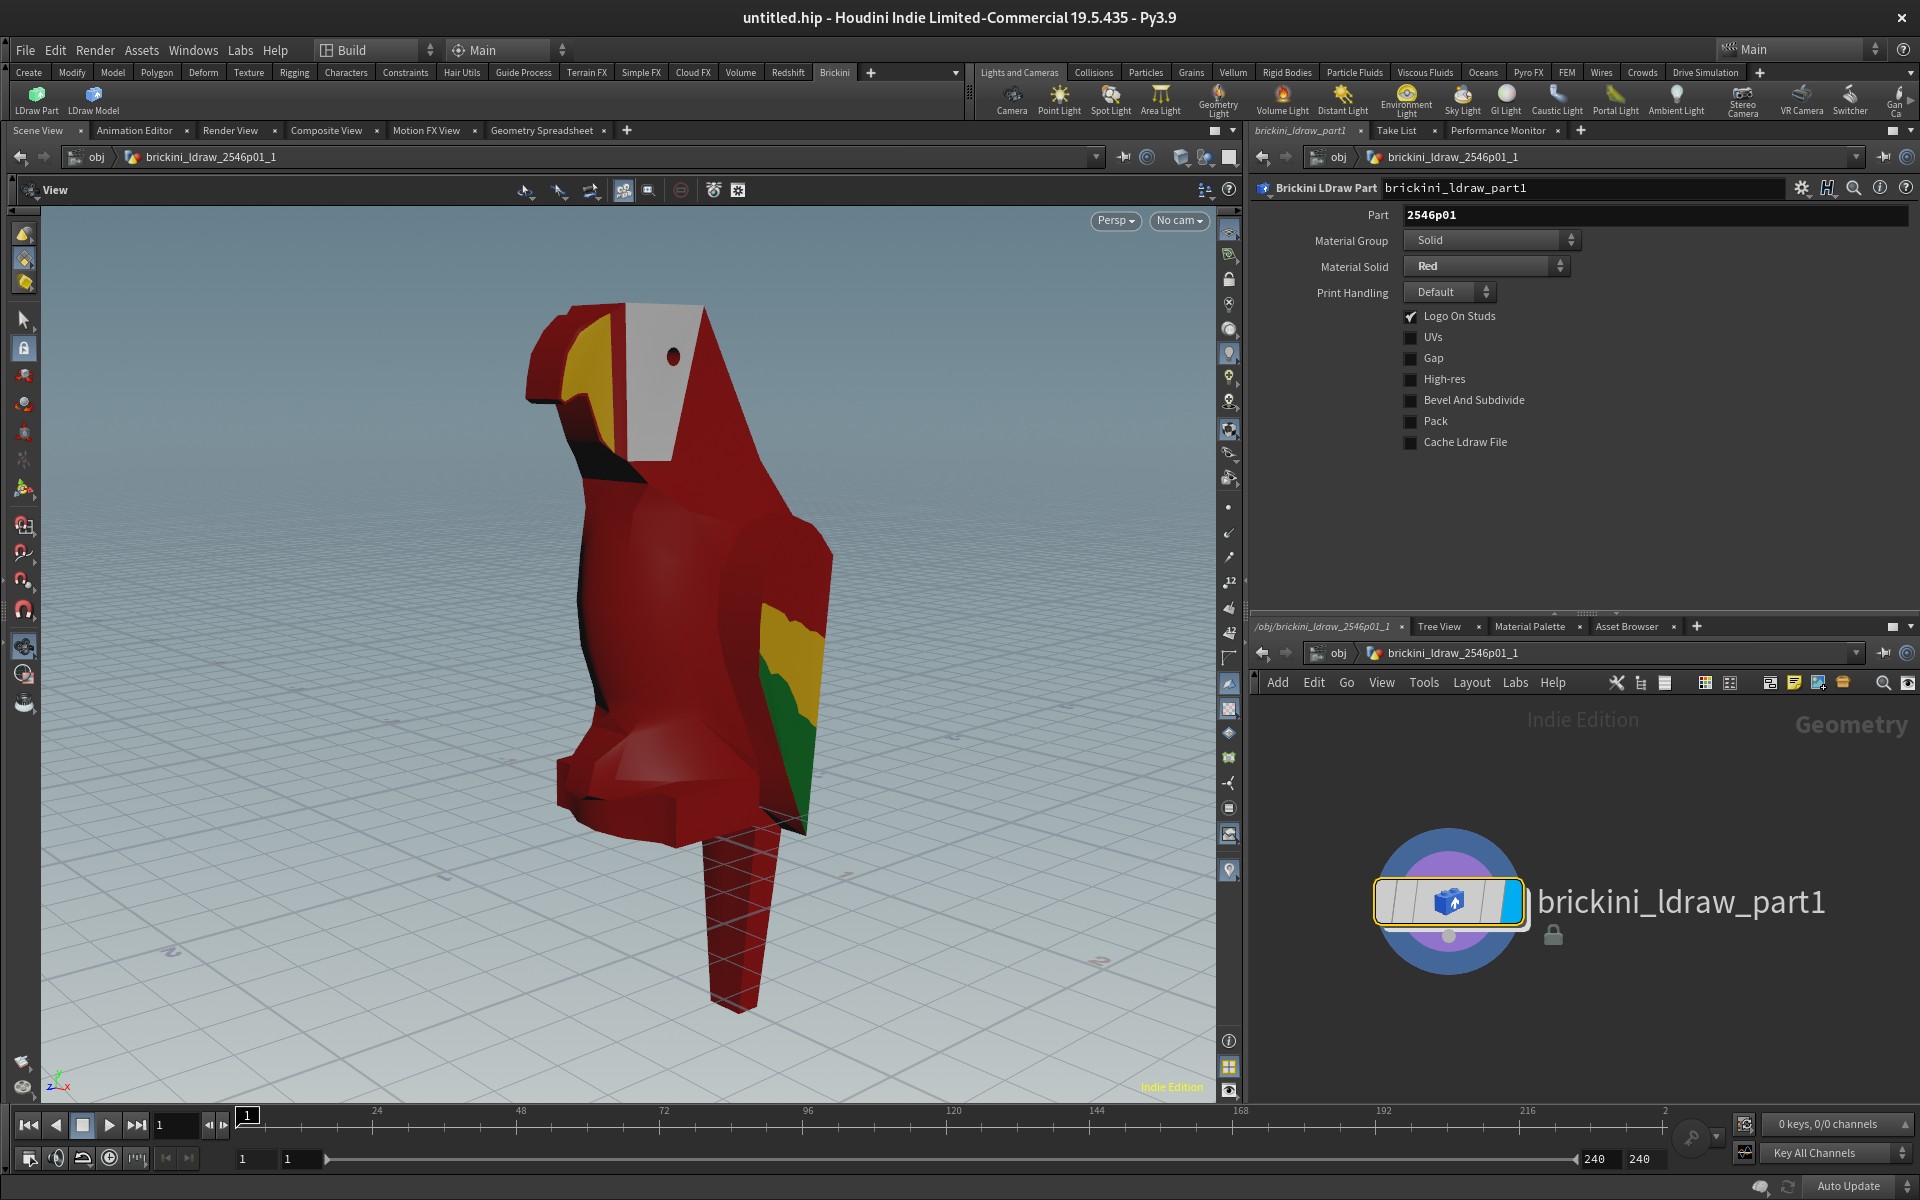 untitled.hip - Houdini Indie Limited-Commercial 19.5.435 - Py3.9
File Edit Render Assets Windows Labs Help Build Main Main
Create Modify Model Polygon Deform Texture Rigging Characters Constraints Hair Utils Guide Process Terrain FX Simple FX Cloud FX Volume Redshift Brickini
Lights and Cameras Collisions Particles Grains Vellum Rigid Bodies Particle Fluids Viscous Fluids Oceans Pyro FX FEM Wires Crowds Drive Simulation
LDraw Part LDraw Model
Camera Point Light Spot Light Area Light Geometry Light Volume Light Distant Light Environment Light Sky Light GI Light Caustic Light Portal Light Ambient Light Stereo Camera VR Camera Switcher Gan Ca
Scene View Animation Editor Render View Composite View Motion FX View Geometry Spreadsheet
obj brickini_ldraw_2546p01_1
View
Persp No cam
Indie Edition
brickini_ldraw_part1 Take List Performance Monitor
obj brickini_ldraw_2546p01_1
Brickini LDraw Part brickini_ldraw_part1
Part 2546p01
Material Group Solid
Material Solid Red
Print Handling Default
Logo On Studs
UVs
Gap
High-res
Bevel And Subdivide
Pack
Cache Ldraw File
/obj/brickini_ldraw_2546p01_1 Tree View Material Palette Asset Browser
obj brickini_ldraw_2546p01_1
Add Edit Go View Tools Layout Labs Help
Indie Edition Geometry
brickini_ldraw_part1
1 1 24 48 72 96 120 144 168 192 216 2
0 keys, 0/0 channels
1 1 240 240
Key All Channels
Auto Update